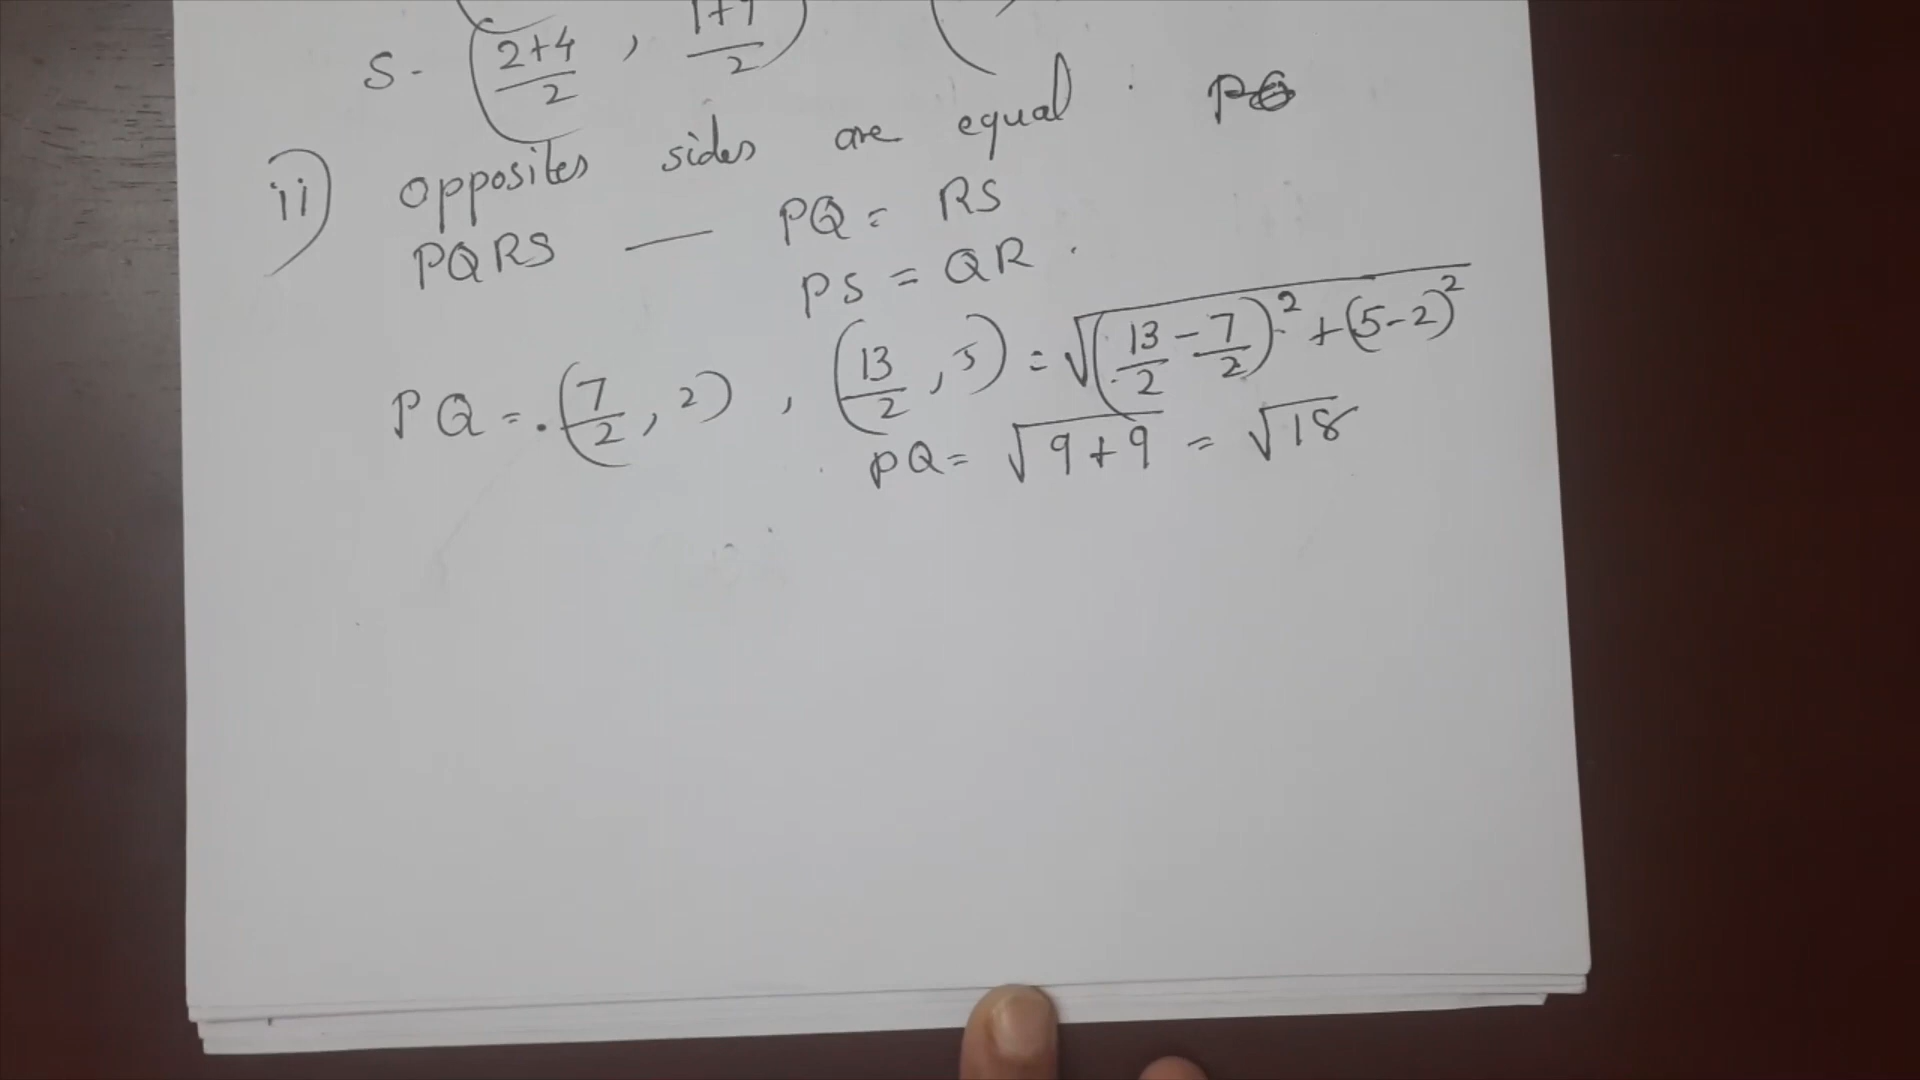 S - (2+4/2 , 1+7/2) (
ii) opposites sides are equal . PQ
PQRS — PQ = RS
PS = QR .
PQ = . (7/2 , 2) , (13/2 , 5) = √(13/2 - 7/2)² + (5-2)²
PQ = √9+9 = √18